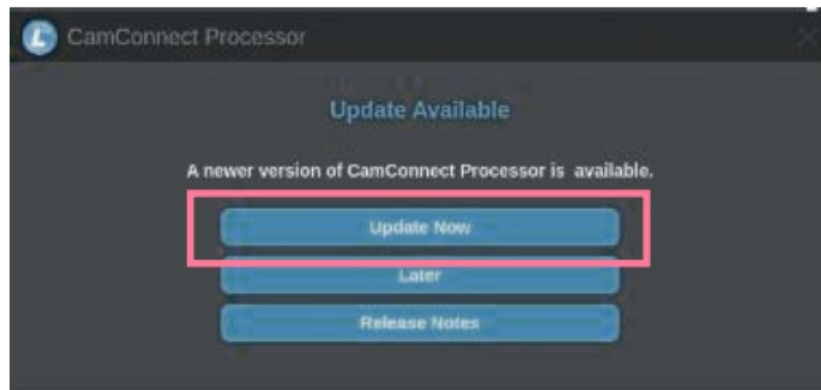 CamConnect Processor
Update Available
A newer version of CamConnect Processor is available.
Update Now
Later
Release Notes